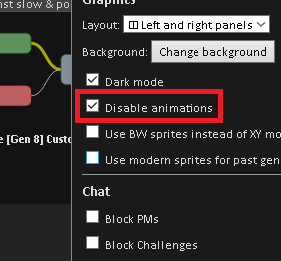 nst slow & po
Graphics
Layout: Left and right panels
Background: Change background
Dark mode
Disable animations
e [Gen 8] Custo
Use BW sprites instead of XY mo
Use modern sprites for past gen
Chat
Block PMs
Block Challenges